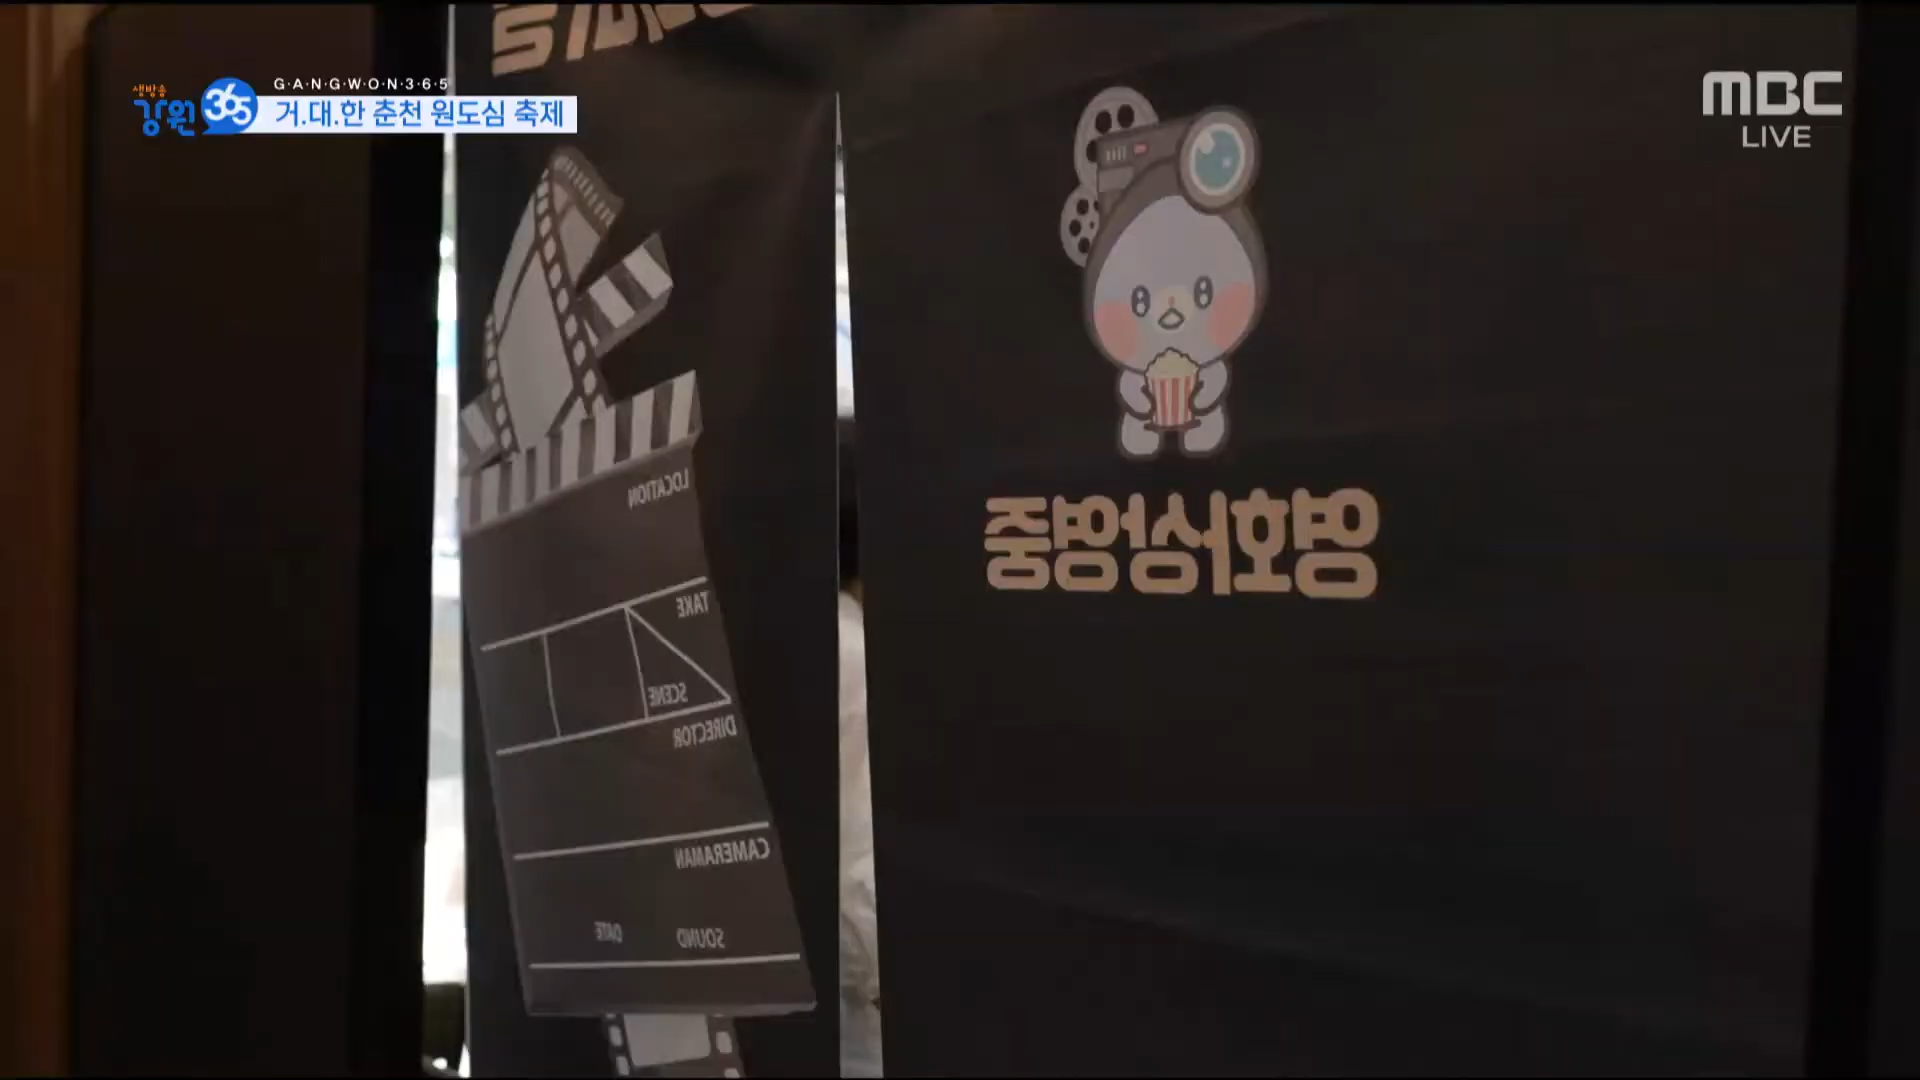 생방송
강원 365
G·A·N·G·W·O·N·3·6·5
거.대.한 춘천 원도심 축제
MBC
LIVE
영화상영중
LOCATION
TAKE
SCENE
DIRECTOR
CAMERAMAN
SOUND
DATE